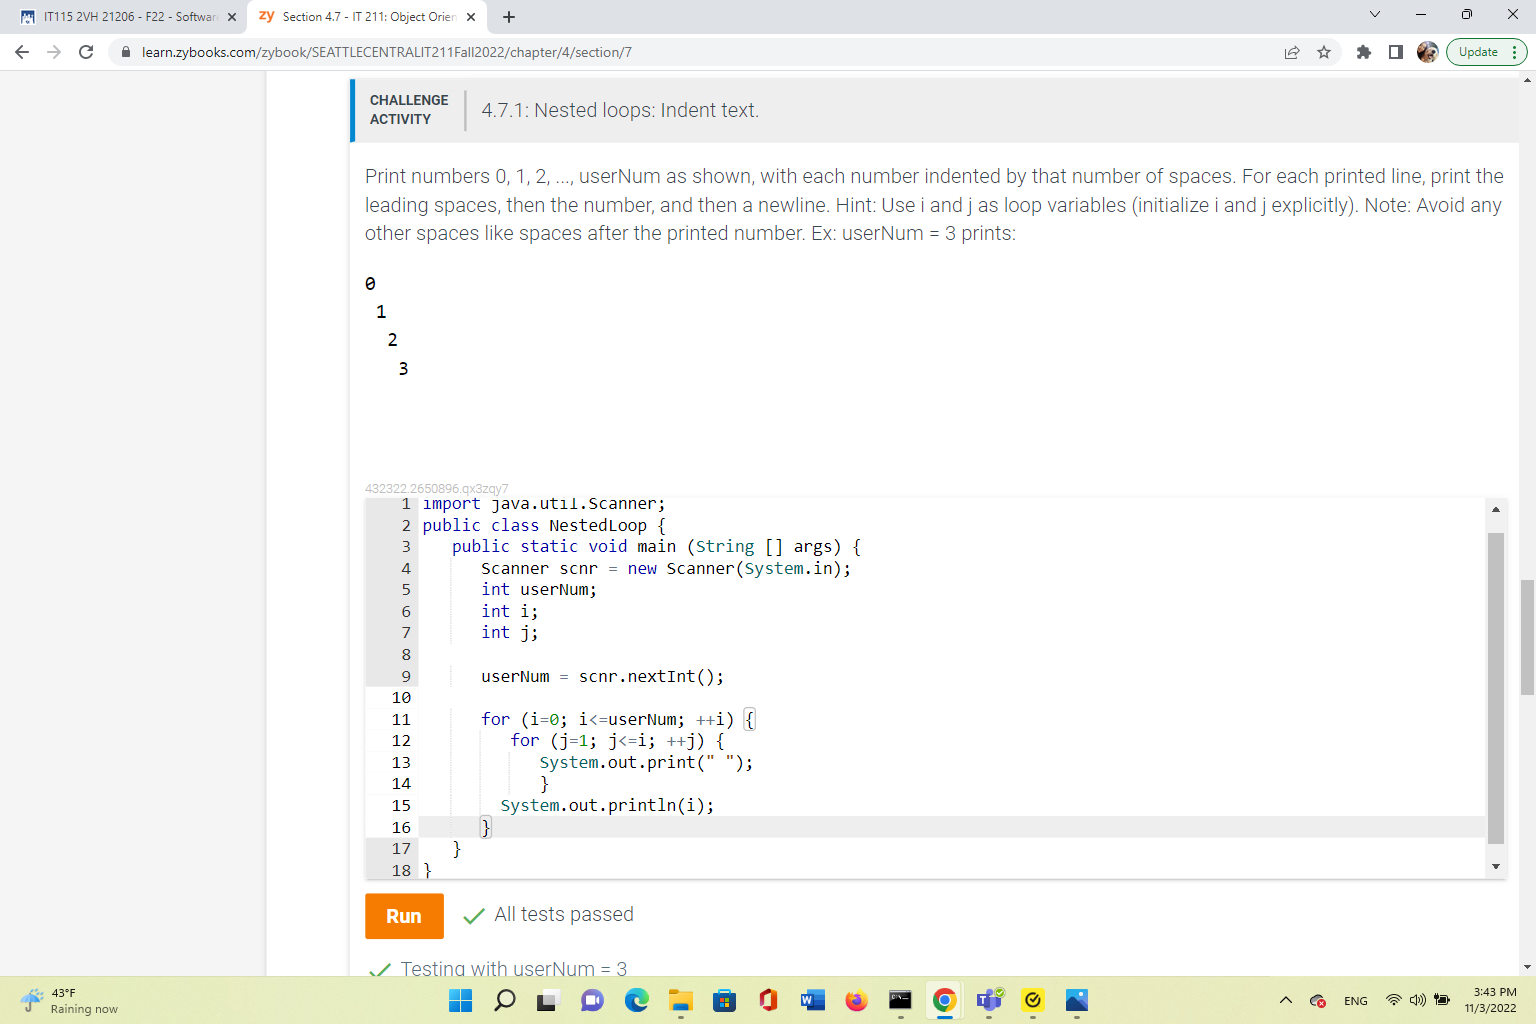 IT115 2VH 21206 - F22 - Softwar
zy Section 4.7 - IT 211: Object Orien
learn.zybooks.com/zybook/SEATTLECENTRALIT211Fall2022/chapter/4/section/7
Update
CHALLENGE
ACTIVITY
4.7.1: Nested loops: Indent text.
Print numbers 0, 1, 2, ..., userNum as shown, with each number indented by that number of spaces. For each printed line, print the
leading spaces, then the number, and then a newline. Hint: Use i and j as loop variables (initialize i and j explicitly). Note: Avoid any
other spaces like spaces after the printed number. Ex: userNum = 3 prints:
0
 1
  2
   3
432322.2650896.qx3zqy7
1 import java.util.Scanner;
2 public class NestedLoop {
3    public static void main (String [] args) {
4       Scanner scnr = new Scanner(System.in);
5       int userNum;
6       int i;
7       int j;
8
9       userNum = scnr.nextInt();
10
11       for (i=0; i<=userNum; ++i) {
12          for (j=1; j<=i; ++j) {
13             System.out.print(" ");
14             }
15         System.out.println(i);
16       }
17    }
18 }
Run
All tests passed
Testing with userNum = 3
43°F
Raining now
ENG
3:43 PM
11/3/2022